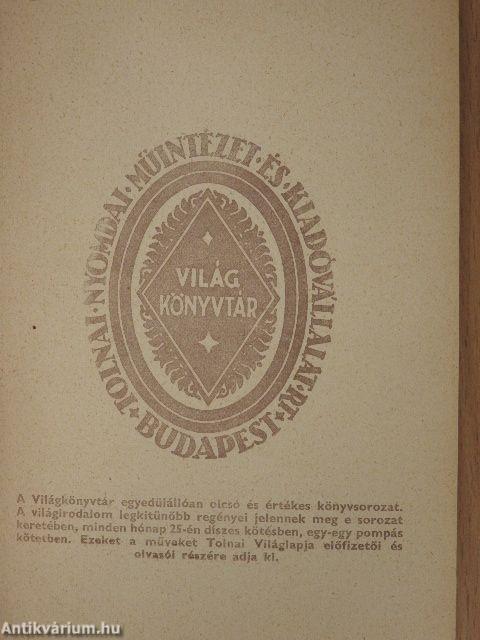 TOLNAI·NYOMDAI·MŰINTÉZET·ÉS·KIADÓVÁLLALAT·RT·
BUDAPEST
VILÁG
KÖNYVTÁR
A Világkönyvtár egyedülállóan olcsó és értékes könyvsorozat.
A világirodalom legkitünőbb regényei jelennek meg e sorozat
keretében, minden hónap 25-én díszes kötésben, egy-egy pompás
kötetben. Ezeket a műveket Tolnai Világlapja előfizetői és
olvasói részére adja ki.
Antikvárium.hu